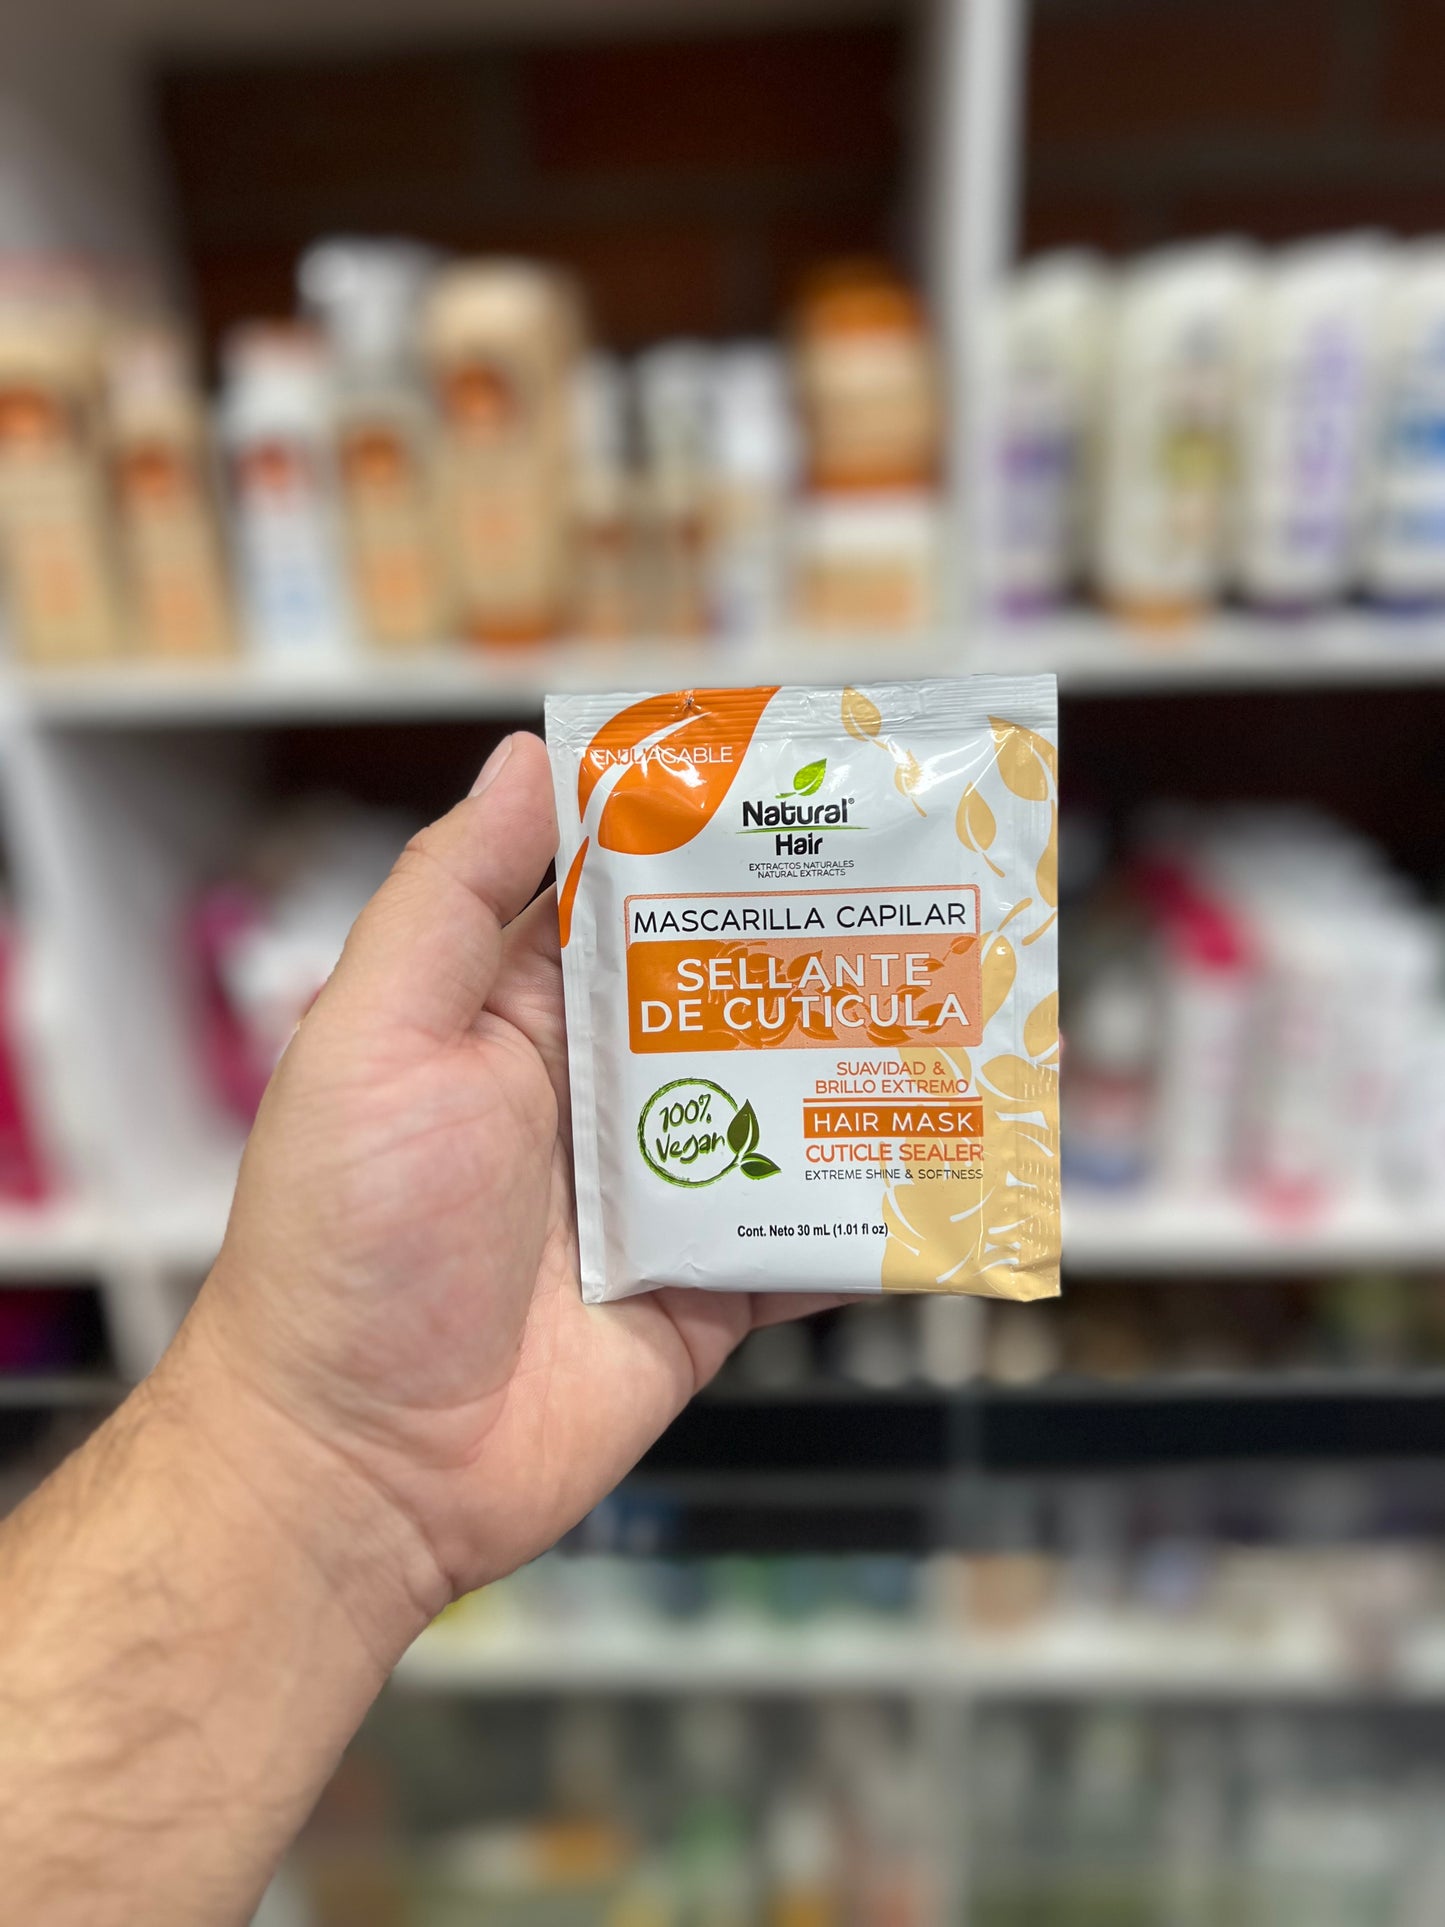 ENJUAGABLE
Natural®
Hair
EXTRACTOS NATURALES
NATURAL EXTRACTS
MASCARILLA CAPILAR
SELLANTE
DE CUTÍCULA
SUAVIDAD &
BRILLO EXTREMO
HAIR MASK
CUTICLE SEALER
EXTREME SHINE & SOFTNESS
100%
Vegan
Cont. Neto 30 mL (1.01 fl oz)